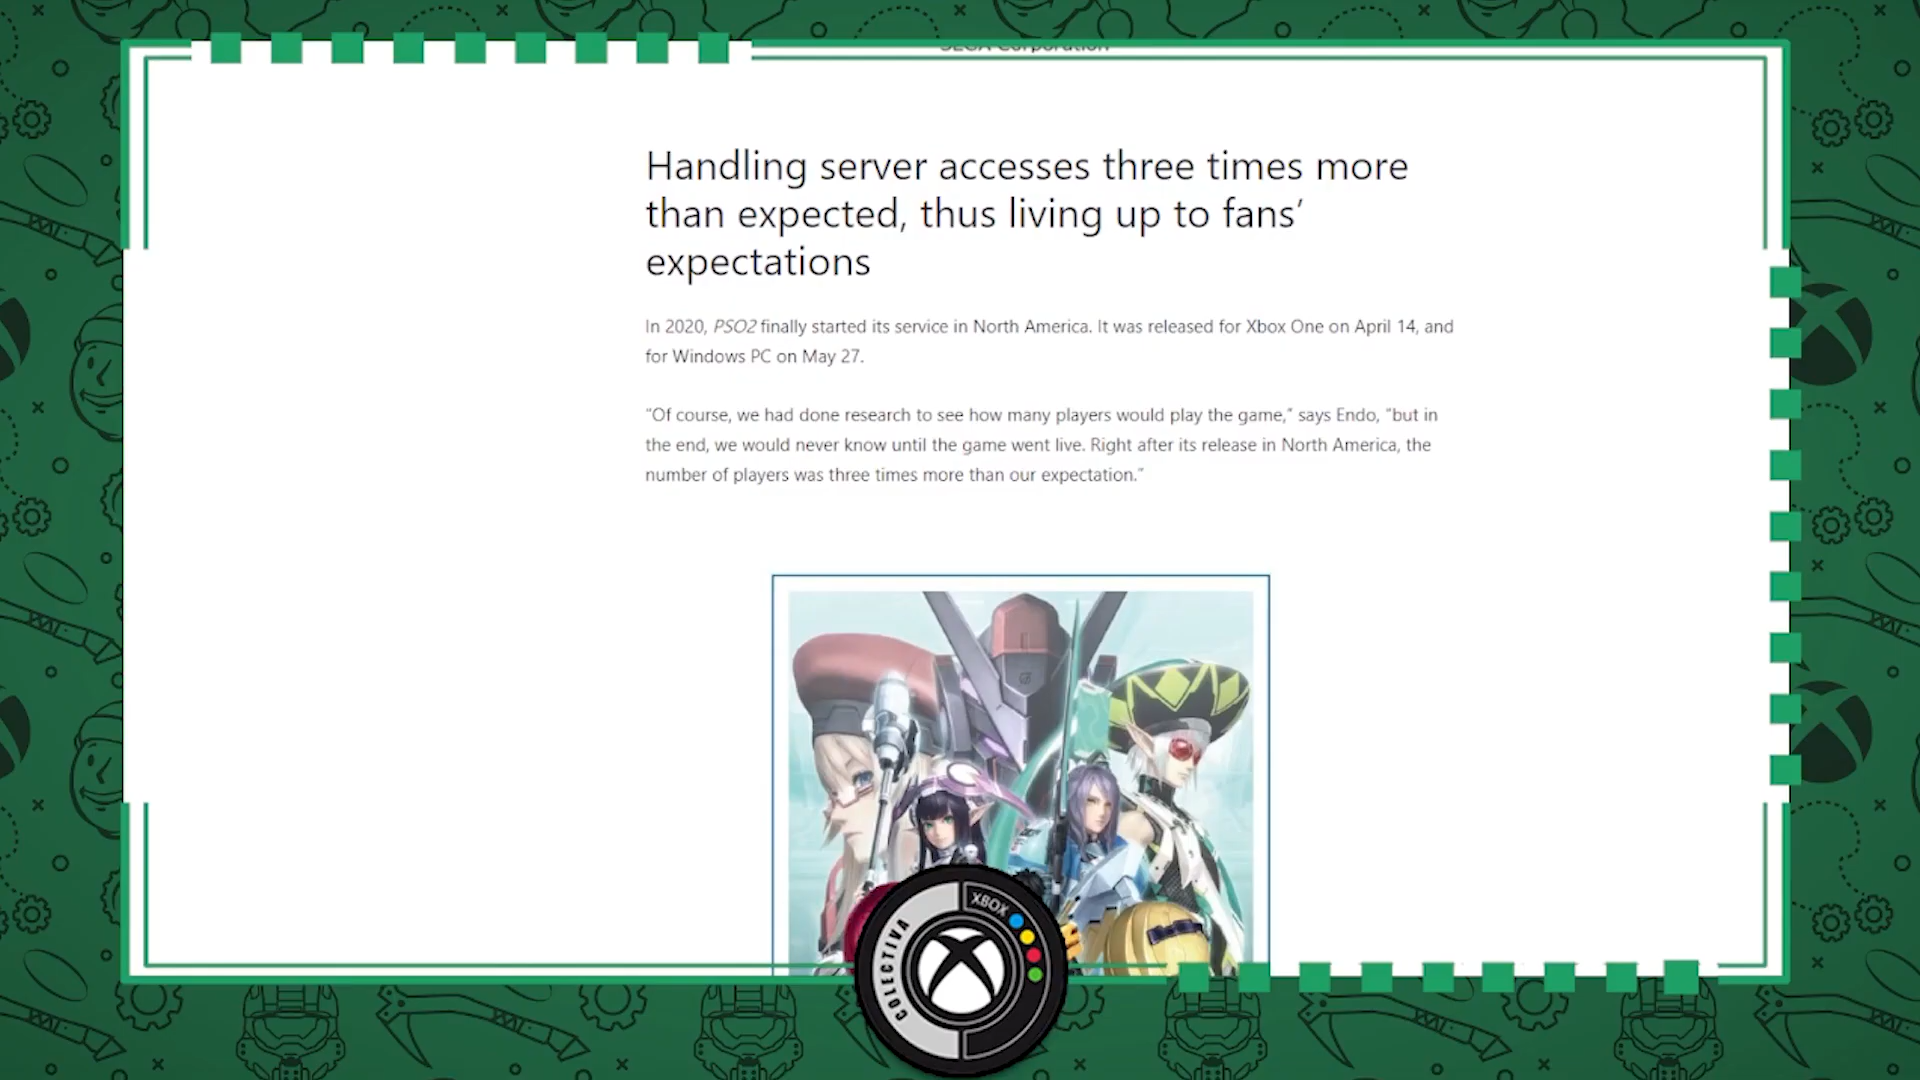 SEGA Corporation
Handling server accesses three times more
than expected, thus living up to fans’
expectations
In 2020, PSO2 finally started its service in North America. It was released for Xbox One on April 14, and
for Windows PC on May 27.
“Of course, we had done research to see how many players would play the game,” says Endo, “but in
the end, we would never know until the game went live. Right after its release in North America, the
number of players was three times more than our expectation.”
COLECTIVA
XBOX